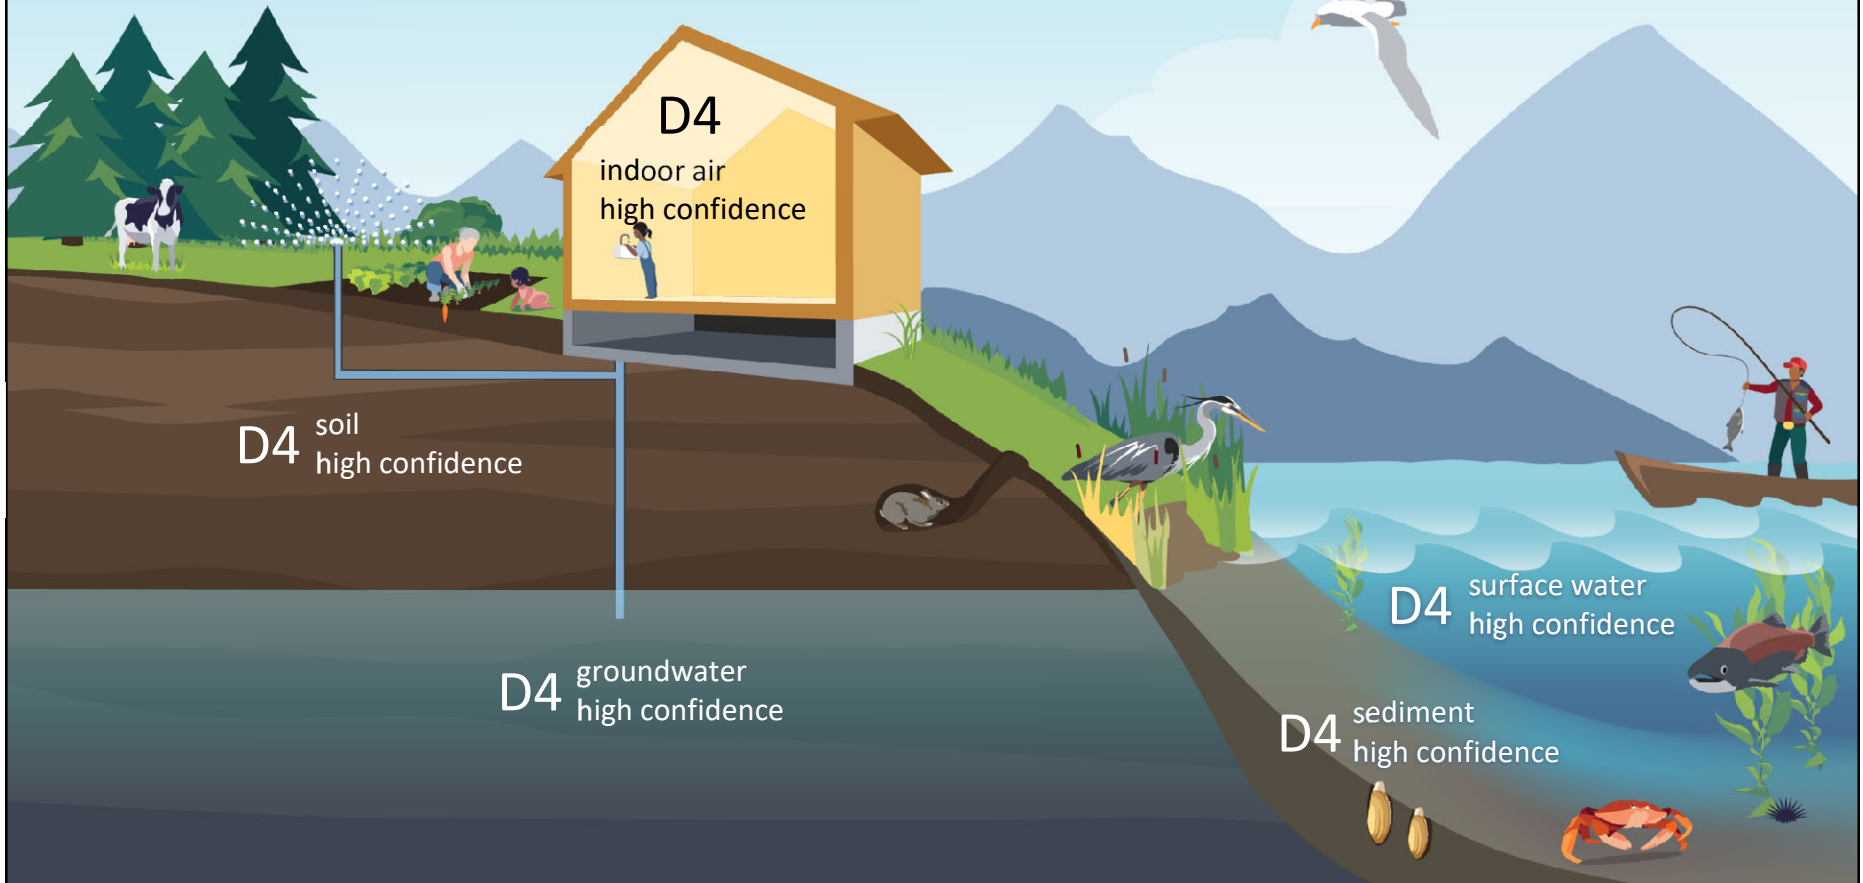 D4
indoor air
high confidence
D4
soil
high confidence
D4
surface water
high confidence
D4
groundwater
high confidence
D4
sediment
high confidence